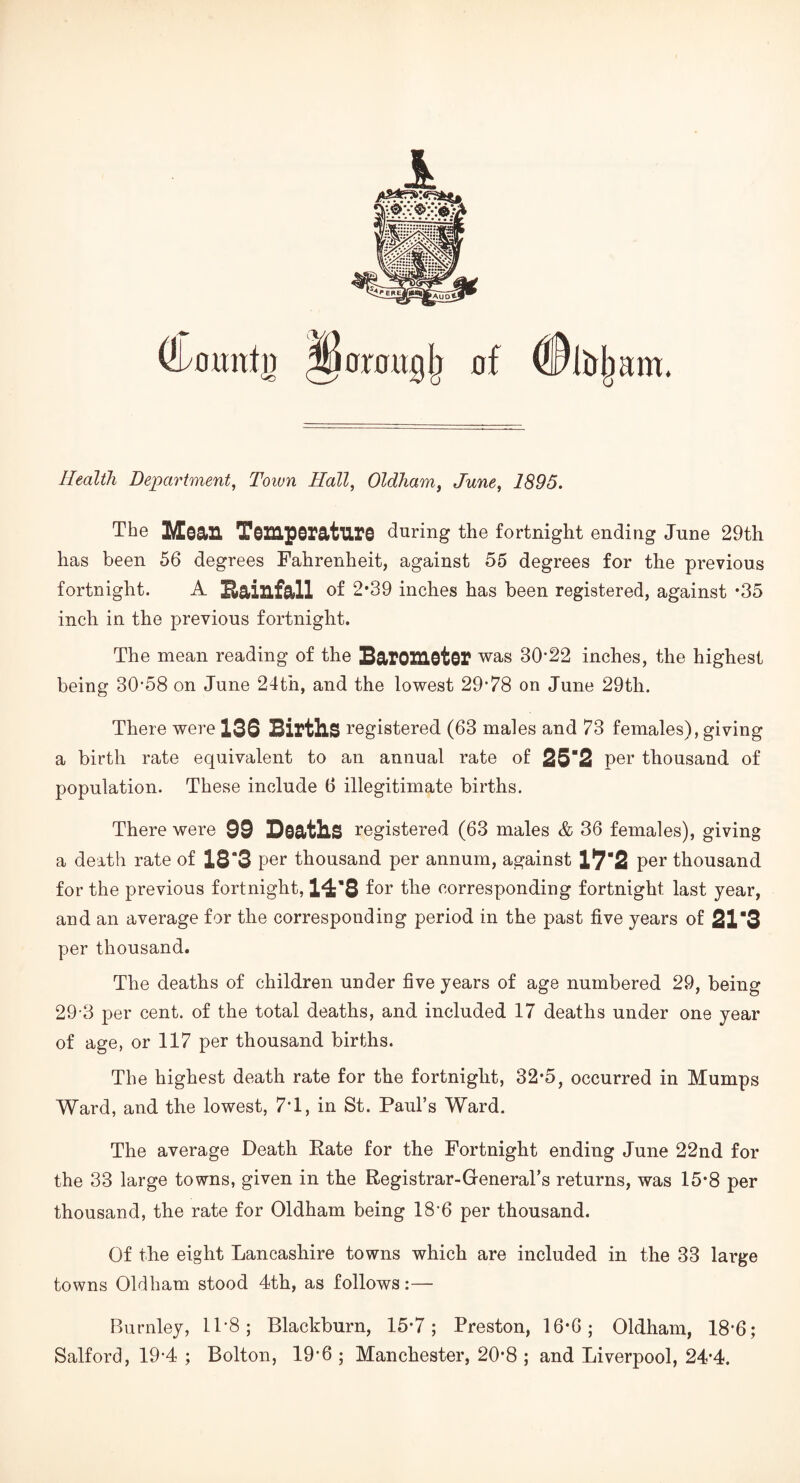 SAPERE AUDE
County Borough of Oldham.
Health Department, Town Hall, Oldham, June, 1895.
The Mean Temperature during the fortnight ending June 29th
has been 56 degrees Fahrenheit, against 55 degrees for the previous
fortnight. A Rainfall of 2·39 inches has been registered, against ·35
inch in the previous fortnight.
The mean reading of the Barometer was 30·22 inches, the highest
being 30·58 on June 24th, and the lowest 29·78 on June 29th.
There were 136 Births registered (63 males and 73 females), giving
a birth rate equivalent to an annual rate of 25·2 per thousand of
population. These include 6 illegitimate births.
There were 99 Deaths registered (63 males & 36 females), giving
a death rate of 18·3 per thousand per annum, against 17·2 per thousand
for the previous fortnight, 14·8 for the corresponding fortnight last year,
and an average for the corresponding period in the past five years of 21·3
per thousand.
The deaths of children under five years of age numbered 29, being
29·3 per cent. of the total deaths, and included 17 deaths under one year
of age, or 117 per thousand births.
The highest death rate for the fortnight, 32·5, occurred in Mumps
Ward, and the lowest, 7·1, in St. Paul's Ward.
The average Death Rate for the Fortnight ending June 22nd for
the 33 large towns, given in the Registrar-General's returns, was 15·8 per
thousand, the rate for Oldham being 18·6 per thousand.
Of the eight Lancashire towns which are included in the 33 large
towns Oldham stood 4th, as follows:—
Burnley, 11·8; Blackburn, 15·7; Preston, 16·6; Oldham, 18·6;
Salford, 19·4; Bolton, 19·6; Manchester, 20·8; and Liverpool, 24·4.